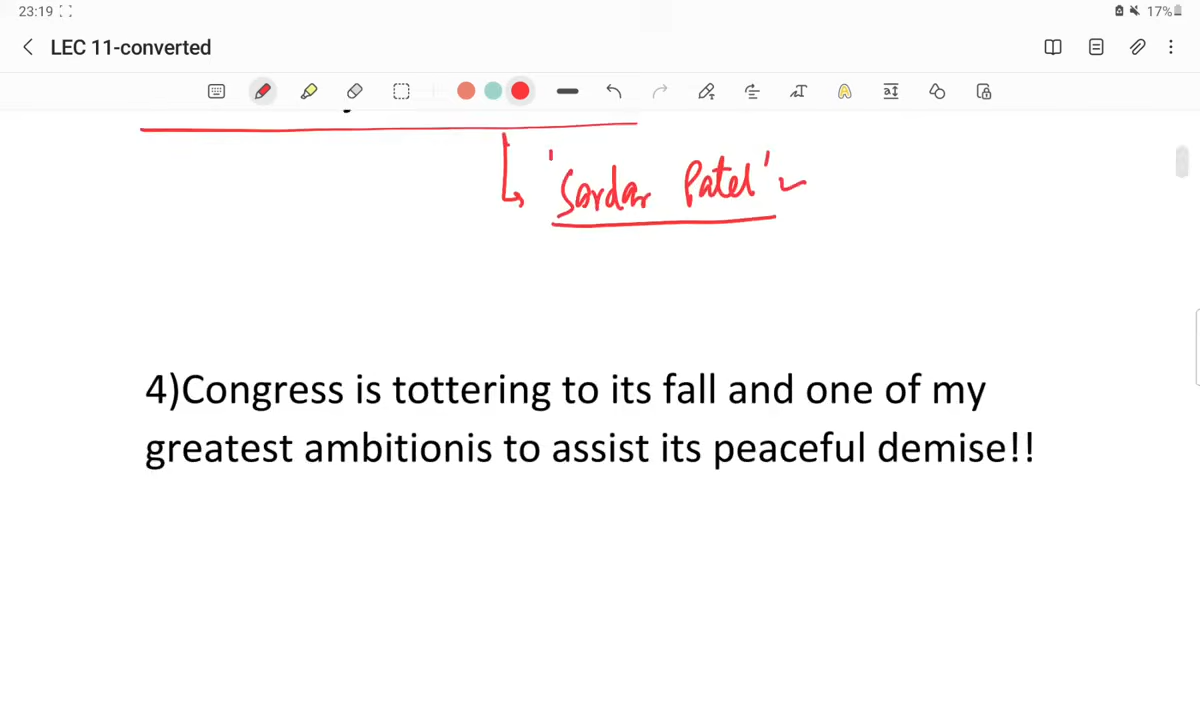 23:19
17%
LEC 11-converted
'Sardar Patel'
4)Congress is tottering to its fall and one of my
greatest ambitionis to assist its peaceful demise!!